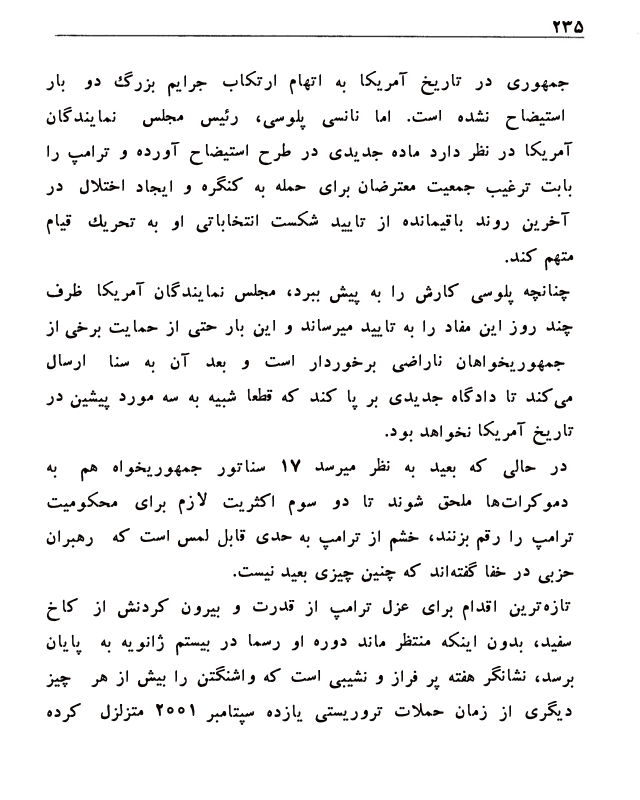 ۲۳۵
جمهوری در تاریخ آمریکا به اتهام ارتکاب جرایم بزرگ دو بار
استیضاح نشده است. اما نانسی پلوسی، رئیس مجلس نمایندگان
آمریکا در نظر دارد ماده جدیدی در طرح استیضاح آورده و ترامپ را
بابت ترغیب جمعیت معترضان برای حمله به کنگره و ایجاد اختلال در
آخرین روند باقیمانده از تایید شکست انتخاباتی او به تحریك قیام
متهم کند.
چنانچه پلوسی کارش را به پیش ببرد، مجلس نمایندگان آمریکا ظرف
چند روز این مفاد را به تایید میرساند و این بار حتی از حمایت برخی از
جمهوریخواهان ناراضی برخوردار است و بعد آن به سنا ارسال
می‌کند تا دادگاه جدیدی بر پا کند که قطعا شبیه به سه مورد پیشین در
تاریخ آمریکا نخواهد بود.
در حالی که بعید به نظر میرسد ۱۷ سناتور جمهوریخواه هم به
دموکرات‌ها ملحق شوند تا دو سوم اکثریت لازم برای محکومیت
ترامپ را رقم بزنند، خشم از ترامپ به حدی قابل لمس است که رهبران
حزبی در خفا گفته‌اند که چنین چیزی بعید نیست.
تازه‌ترین اقدام برای عزل ترامپ از قدرت و بیرون کردنش از کاخ
سفید، بدون اینکه منتظر ماند دوره او رسما در بیستم ژانویه به پایان
برسد، نشانگر هفته پر فراز و نشیبی است که واشنگتن را بیش از هر چیز
دیگری از زمان حملات تروریستی یازده سپتامبر ۲۰۰۱ متزلزل کرده